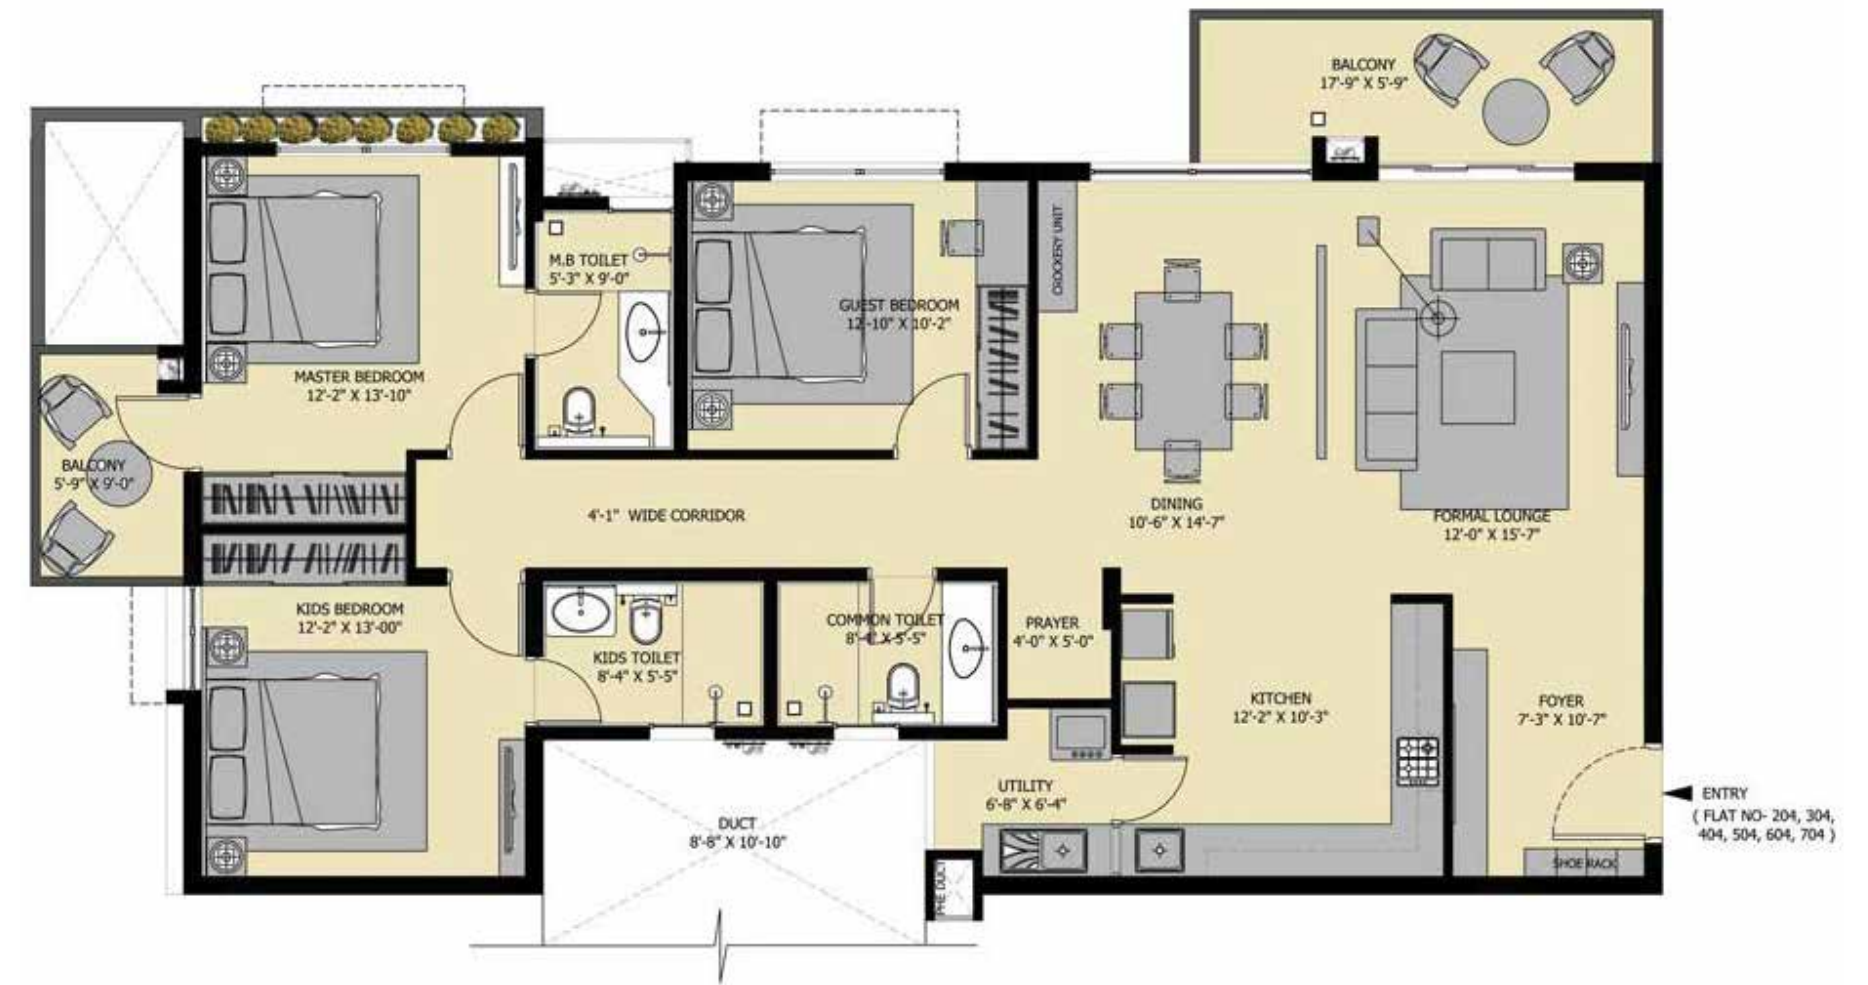 BALCONY
17'-9" X 5'-9"
M.B TOILET
5'-3" X 9'-0"
CROCKERY UNIT
GUEST BEDROOM
12'-10" X 10'-2"
MASTER BEDROOM
12'-2" X 13'-10"
BALCONY
5'-9" X 9'-0"
4'-1" WIDE CORRIDOR
DINING
10'-6" X 14'-7"
FORMAL LOUNGE
12'-0" X 15'-7"
KIDS BEDROOM
12'-2" X 13'-00"
KIDS TOILET
8'-4" X 5'-5"
COMMON TOILET
8'-4" X 5'-5"
PRAYER
4'-0" X 5'-0"
KITCHEN
12'-2" X 10'-3"
FOYER
7'-3" X 10'-7"
UTILITY
6'-8" X 6'-4"
DUCT
8'-8" X 10'-10"
ENTRY
( FLAT NO- 204, 304,
404, 504, 604, 704 )
SHOE RACK
PHE DUCT